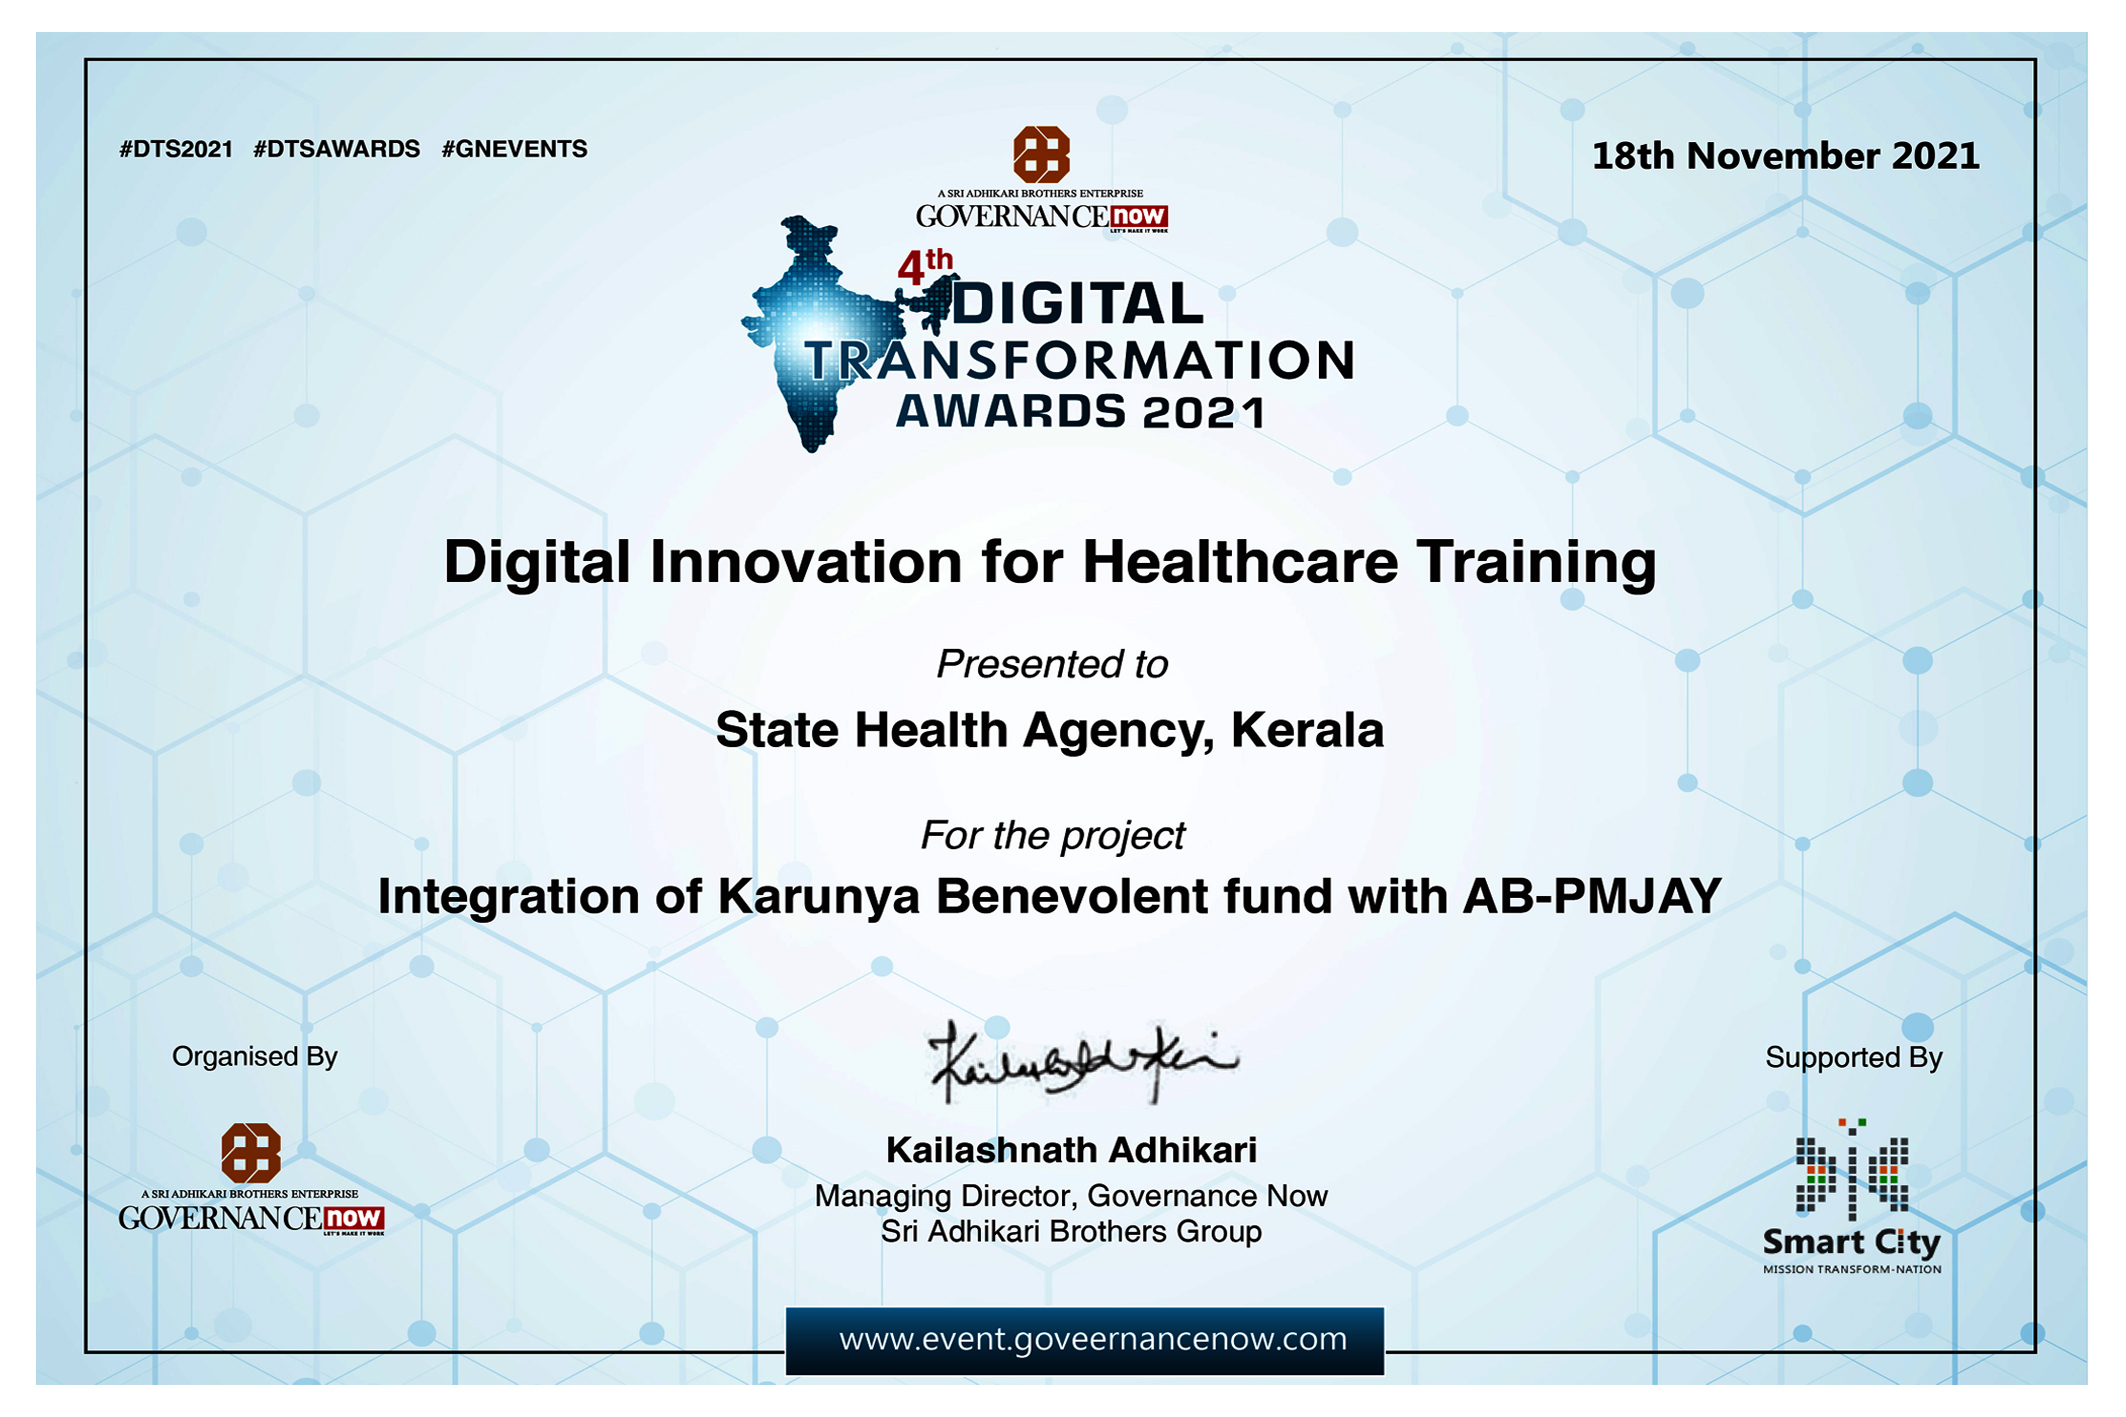 #DTS2021 #DTSAWARDS #GNEVENTS
18th November 2021
A SRI ADHIKARI BROTHERS ENTERPRISE
GOVERNANCE now
LET'S MAKE IT WORK
4th
DIGITAL
TRANSFORMATION
AWARDS 2021
Digital Innovation for Healthcare Training
Presented to
State Health Agency, Kerala
For the project
Integration of Karunya Benevolent fund with AB-PMJAY
Organised By
A SRI ADHIKARI BROTHERS ENTERPRISE
GOVERNANCE now
LET'S MAKE IT WORK
Kailashnath Adhikari
Managing Director, Governance Now
Sri Adhikari Brothers Group
Supported By
Smart City
MISSION TRANSFORM-NATION
www.event.goveernancenow.com